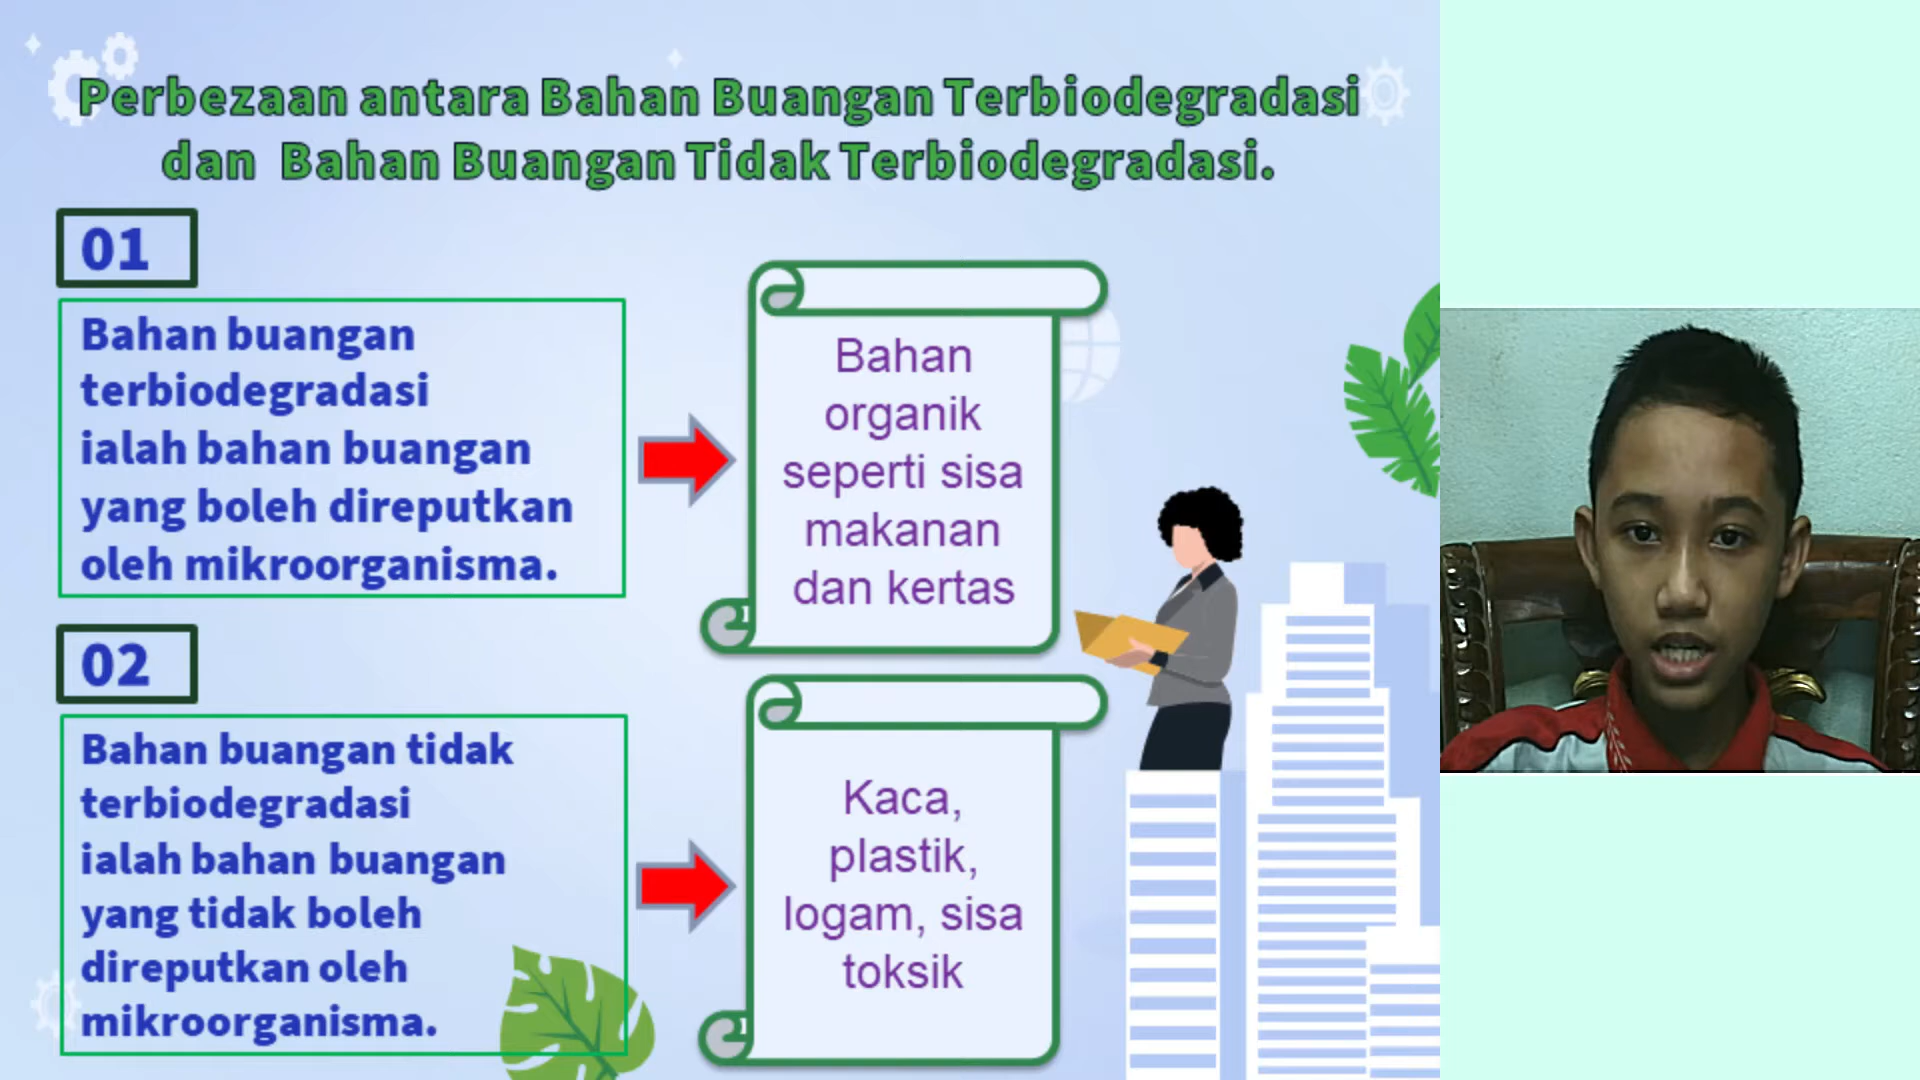 Perbezaan antara Bahan Buangan Terbiodegradasi
dan Bahan Buangan Tidak Terbiodegradasi.
01
Bahan buangan
terbiodegradasi
ialah bahan buangan
yang boleh direputkan
oleh mikroorganisma.
Bahan
organik
seperti sisa
makanan
dan kertas
02
Bahan buangan tidak
terbiodegradasi
ialah bahan buangan
yang tidak boleh
direputkan oleh
mikroorganisma.
Kaca,
plastik,
logam, sisa
toksik